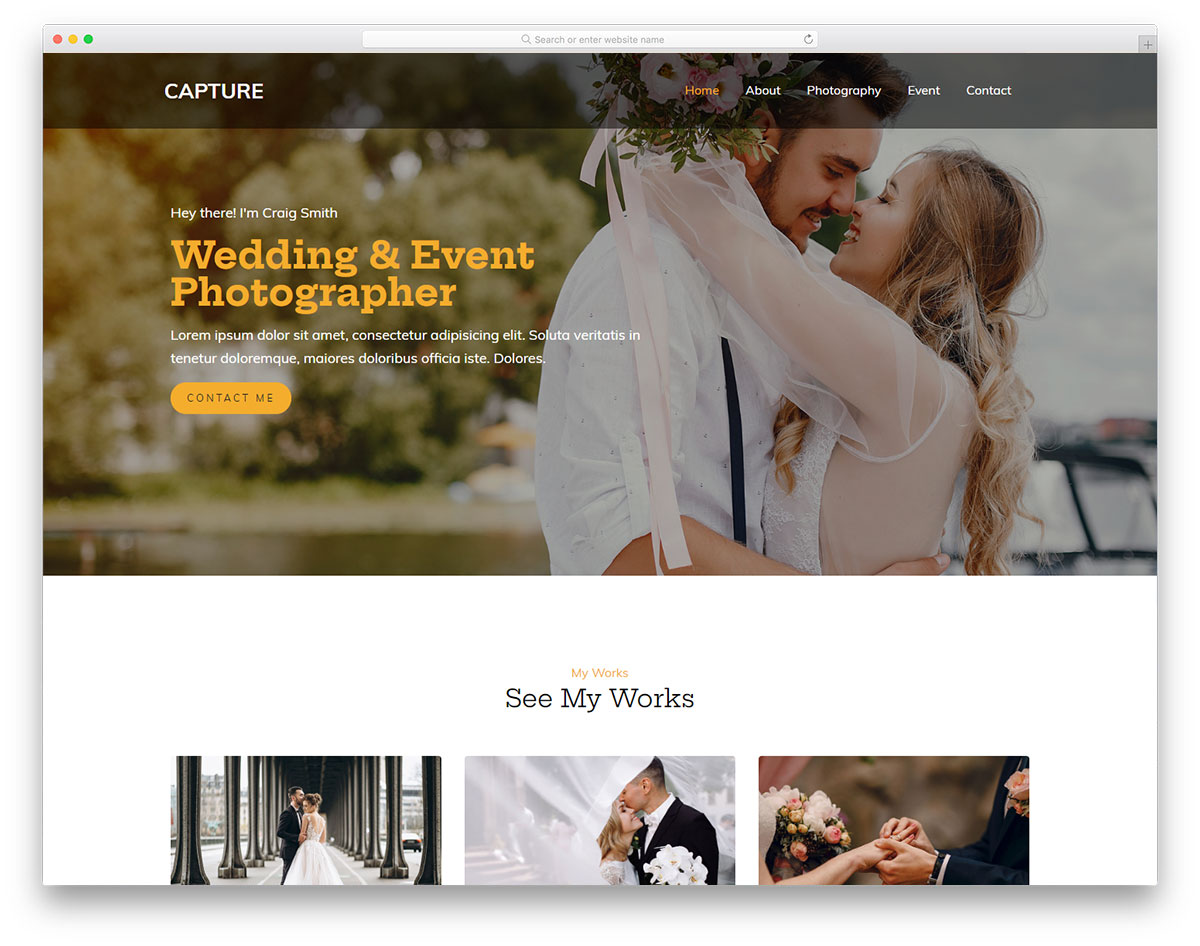 Search or enter website name
CAPTURE
Home About Photography Event Contact
Hey there! I'm Craig Smith
Wedding & Event
Photographer
Lorem ipsum dolor sit amet, consectetur adipisicing elit. Soluta veritatis in
tenetur doloremque, maiores doloribus officia iste. Dolores.
CONTACT ME
My Works
See My Works